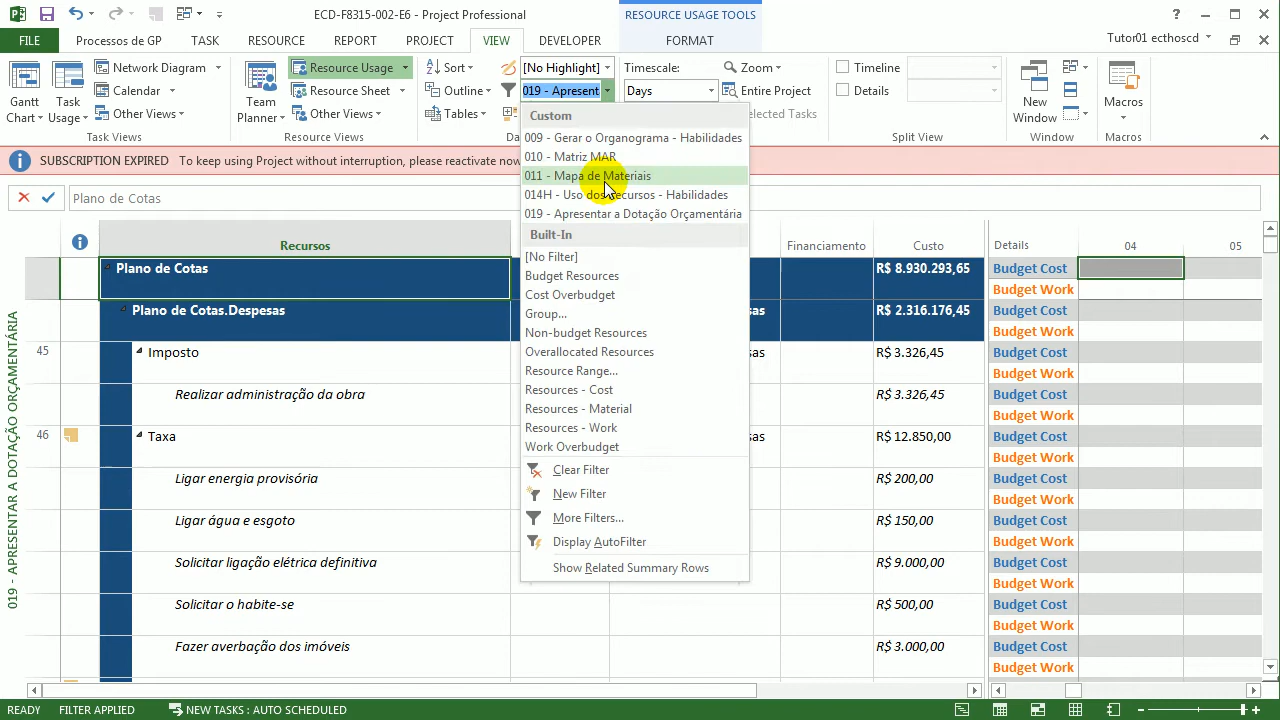 ECD-F8315-002-E6 - Project Professional
RESOURCE USAGE TOOLS
FILE
Processos de GP
TASK
RESOURCE
REPORT
PROJECT
VIEW
DEVELOPER
FORMAT
Tutor01 ecthoscd
Network Diagram
Calendar
Other Views
Gantt Chart
Task Usage
Task Views
Team Planner
Resource Usage
Resource Sheet
Other Views
Resource Views
Sort
Outline
Tables
[No Highlight]
019 - Apresent
Timescale:
Days
Zoom
Entire Project
Selected Tasks
Timeline
Details
Split View
New Window
Window
Macros
Macros
SUBSCRIPTION EXPIRED
To keep using Project without interruption, please reactivate now
Plano de Cotas
Custom
009 - Gerar o Organograma - Habilidades
010 - Matriz MAR
011 - Mapa de Materiais
014H - Uso dos Recursos - Habilidades
019 - Apresentar a Dotação Orçamentária
Built-In
[No Filter]
Budget Resources
Cost Overbudget
Group...
Non-budget Resources
Overallocated Resources
Resource Range...
Resources - Cost
Resources - Material
Resources - Work
Work Overbudget
Clear Filter
New Filter
More Filters...
Display AutoFilter
Show Related Summary Rows
Recursos
Financiamento
Custo
Details
04
05
Plano de Cotas
R$ 8.930.293,65
Budget Cost
Budget Work
Plano de Cotas.Despesas
R$ 2.316.176,45
Budget Cost
Budget Work
45
Imposto
R$ 3.326,45
Budget Cost
Budget Work
Realizar administração da obra
R$ 3.326,45
Budget Cost
Budget Work
46
Taxa
R$ 12.850,00
Budget Cost
Budget Work
Ligar energia provisória
R$ 200,00
Budget Cost
Budget Work
Ligar água e esgoto
R$ 150,00
Budget Cost
Budget Work
Solicitar ligação elétrica definitiva
R$ 9.000,00
Budget Cost
Budget Work
Solicitar o habite-se
R$ 500,00
Budget Cost
Budget Work
Fazer averbação dos imóveis
R$ 3.000,00
Budget Cost
Budget Work
019 - APRESENTAR A DOTAÇÃO ORÇAMENTÁRIA
READY
FILTER APPLIED
NEW TASKS : AUTO SCHEDULED